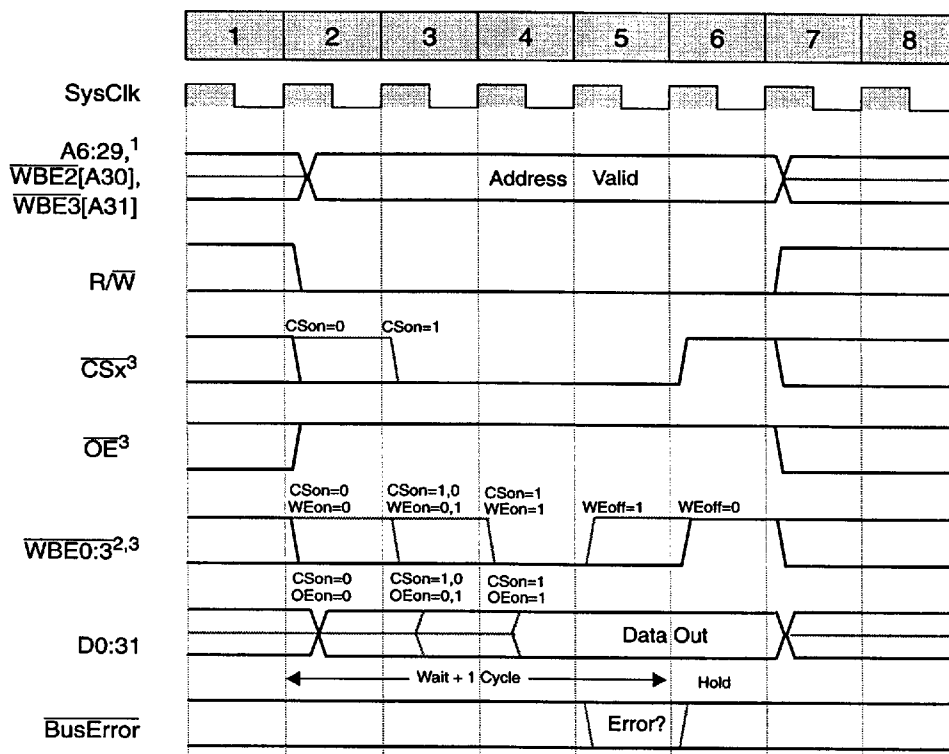 1 2 3 4 5 6 7 8
SysClk
A6:29,1
WBE2[A30],
WBE3[A31]
Address Valid
R/W
CSon=0 CSon=1
CSx3
OE3
CSon=0 CSon=1,0 CSon=1
WEon=0 WEon=0,1 WEon=1 WEoff=1 WEoff=0
WBE0:32,3
CSon=0 CSon=1,0 CSon=1
OEon=0 OEon=0,1 OEon=1
D0:31
Data Out
Wait + 1 Cycle Hold
BusError
Error?